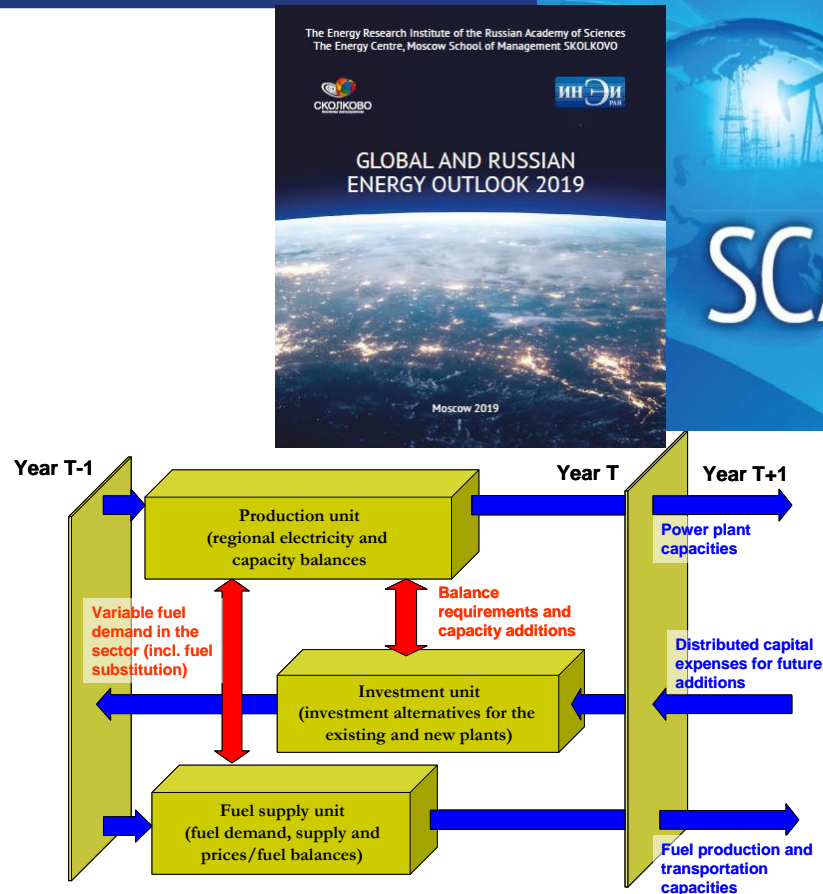 The Energy Research Institute of the Russian Academy of Sciences
The Energy Centre, Moscow School of Management SKOLKOVO
СКОЛКОВО
ИНЭИ
РАН
GLOBAL AND RUSSIAN
ENERGY OUTLOOK 2019
Moscow 2019
SC
Year T-1
Year T
Year T+1
Production unit
(regional electricity and
capacity balances
Power plant
capacities
Variable fuel
demand in the
sector (incl. fuel
substitution)
Balance
requirements and
capacity additions
Distributed capital
expenses for future
additions
Investment unit
(investment alternatives for the
existing and new plants)
Fuel supply unit
(fuel demand, supply and
prices/fuel balances)
Fuel production and
transportation
capacities